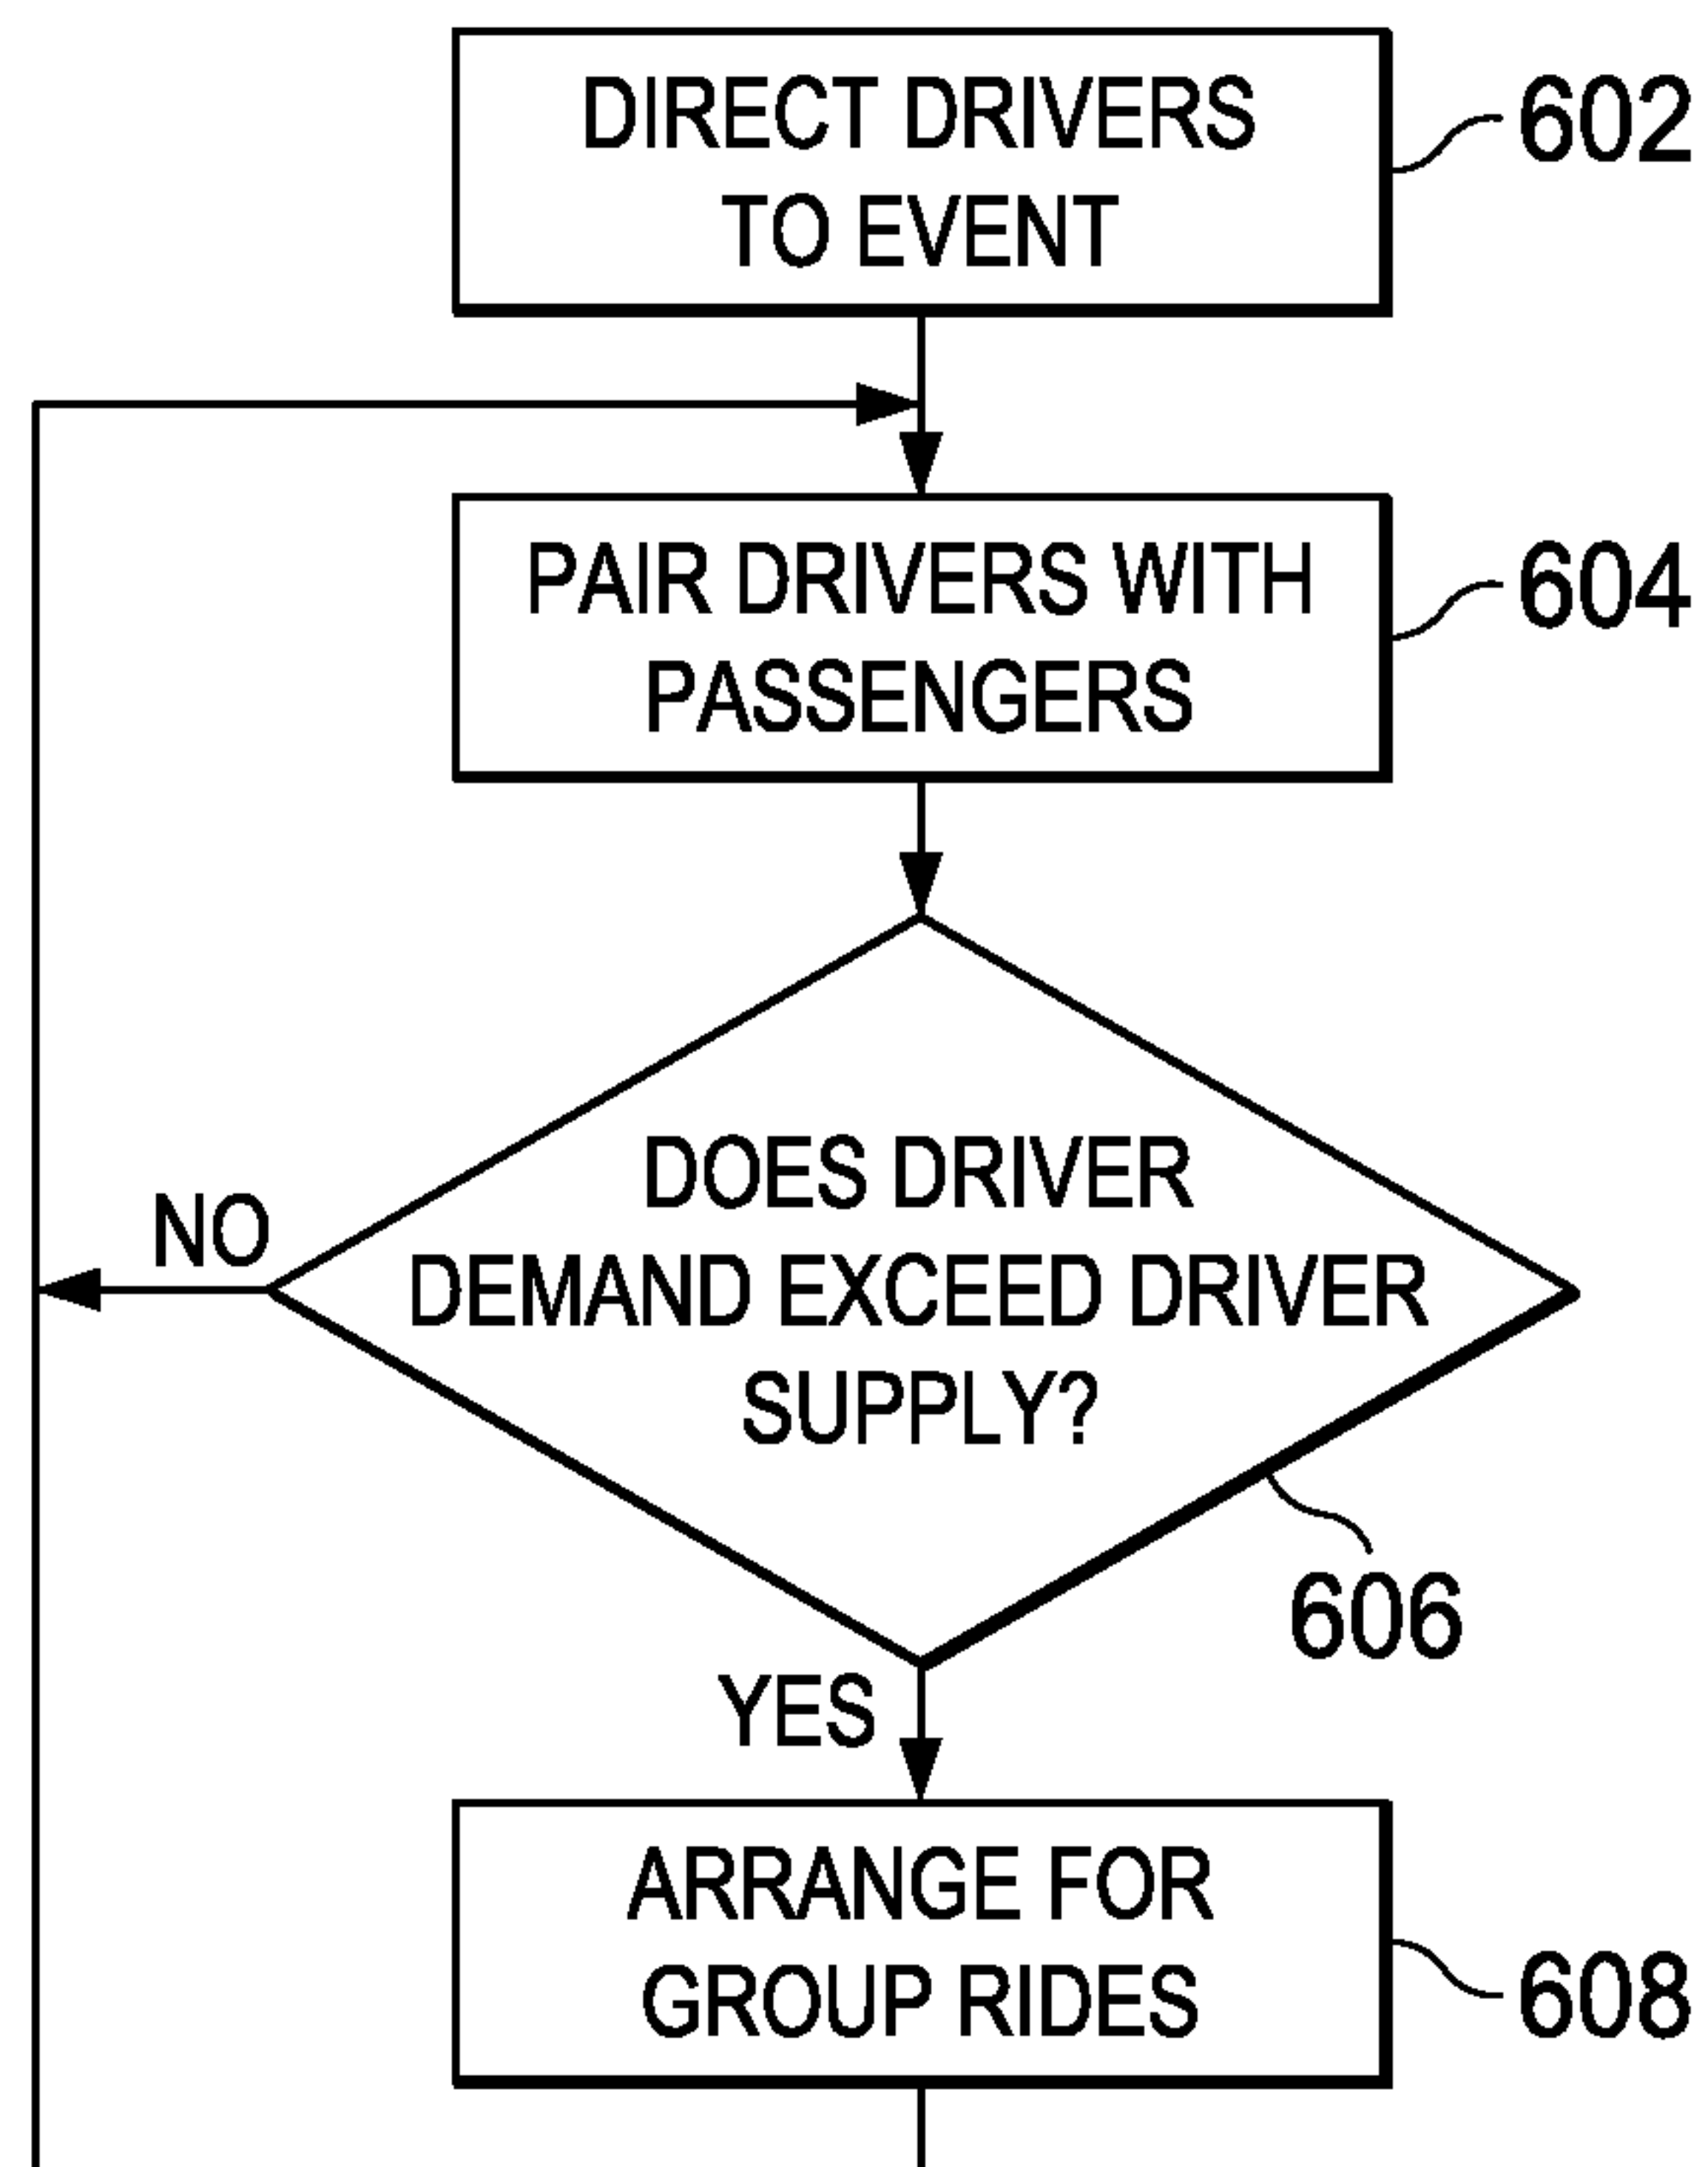 DIRECT DRIVERS
TO EVENT
602
PAIR DRIVERS WITH
PASSENGERS
604
DOES DRIVER
DEMAND EXCEED DRIVER
SUPPLY?
NO
606
YES
ARRANGE FOR
GROUP RIDES
608